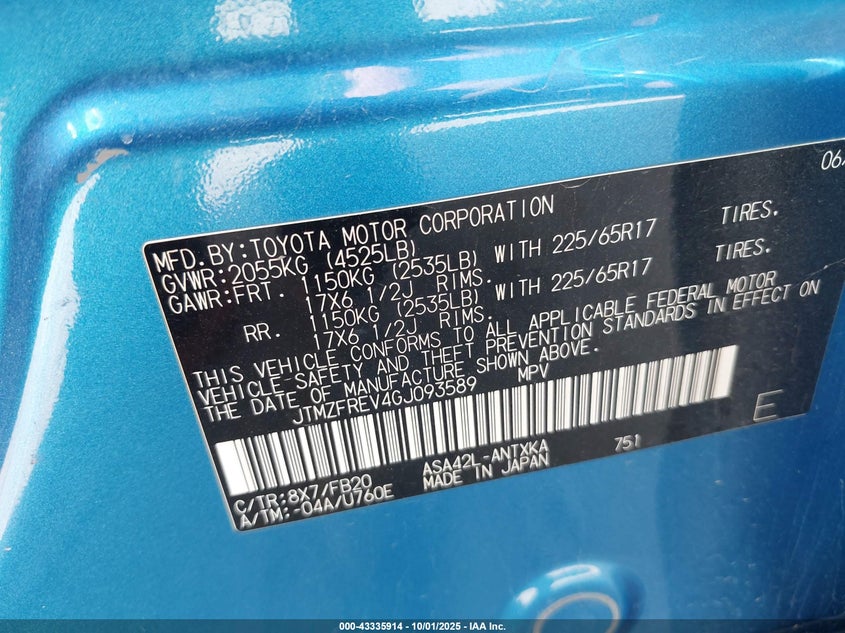 06/
MFD.BY:TOYOTA MOTOR CORPORATION
GVWR:2055KG (4525LB)
GAWR:FRT. 1150KG (2535LB) WITH 225/65R17 TIRES.
17X6 1/2J RIMS.
RR. 1150KG (2535LB) WITH 225/65R17 TIRES.
17X6 1/2J RIMS.
THIS VEHICLE CONFORMS TO ALL APPLICABLE FEDERAL MOTOR
VEHICLE-SAFETY AND THEFT PREVENTION STANDARDS IN EFFECT ON
THE DATE OF MANUFACTURE SHOWN ABOVE.
JTMZFREV4GJ093589 MPV
E
C/TR:8X7/FB20 ASA42L-ANTXKA 751
A/TM:-04A/U760E MADE IN JAPAN
000-43335914 - 10/01/2025 - IAA Inc.